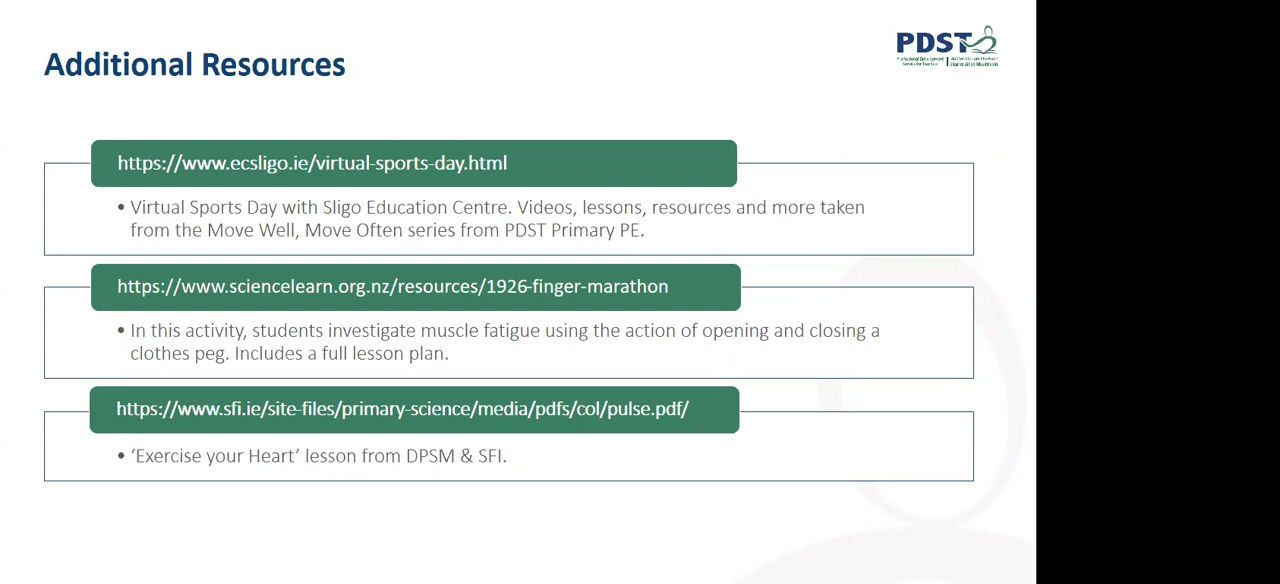 Additional Resources
PDST
https://www.ecsligo.ie/virtual-sports-day.html
• Virtual Sports Day with Sligo Education Centre. Videos, lessons, resources and more taken
from the Move Well, Move Often series from PDST Primary PE.
https://www.sciencelearn.org.nz/resources/1926-finger-marathon
• In this activity, students investigate muscle fatigue using the action of opening and closing a
clothes peg. Includes a full lesson plan.
https://www.sfi.ie/site-files/primary-science/media/pdfs/col/pulse.pdf/
• ‘Exercise your Heart’ lesson from DPSM & SFI.